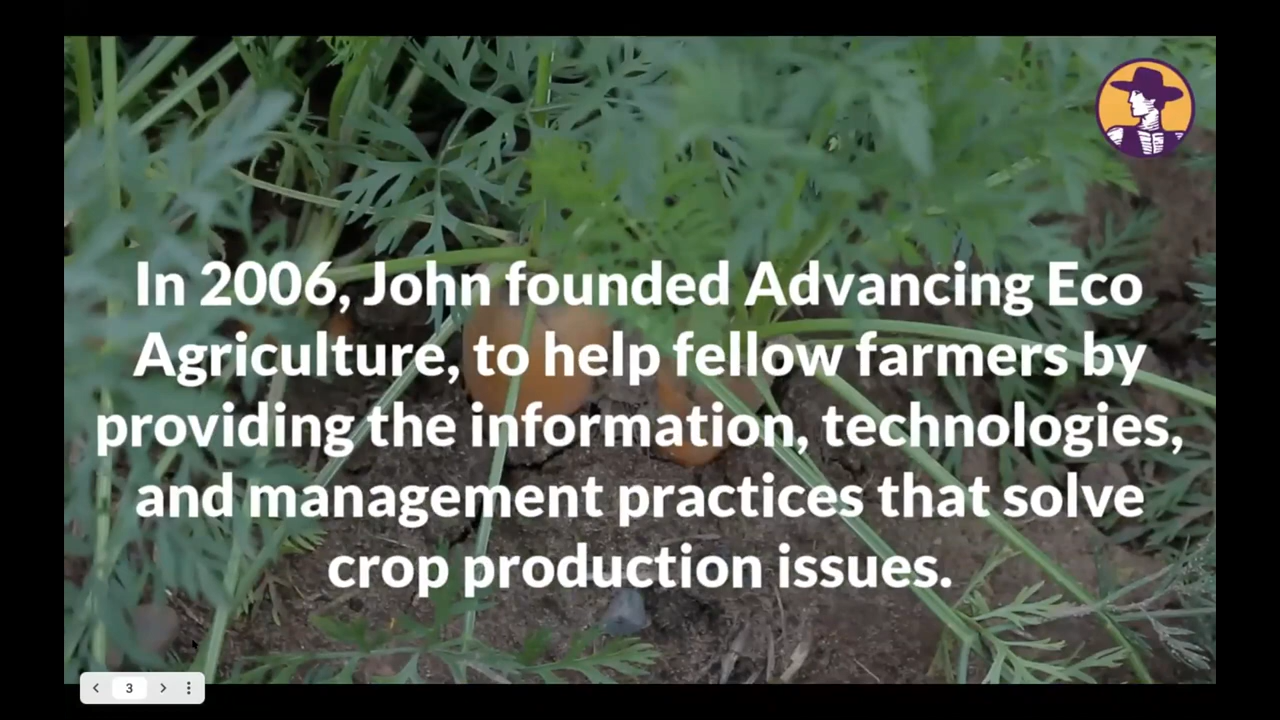 In 2006, John founded Advancing Eco
Agriculture, to help fellow farmers by
providing the information, technologies,
and management practices that solve
crop production issues.
3